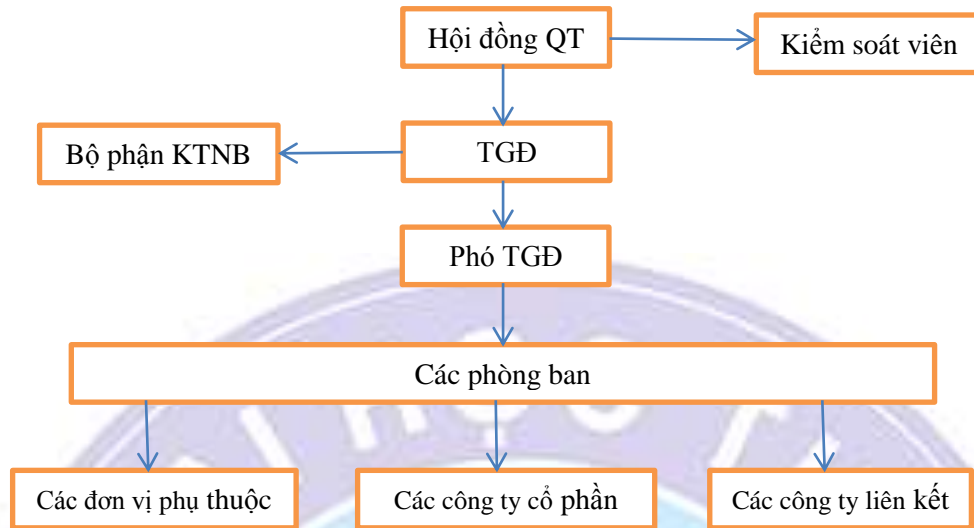 Hội đồng QT
Kiểm soát viên
Bộ phận KTNB
TGĐ
Phó TGĐ
Các phòng ban
Các đơn vị phụ thuộc
Các công ty cổ phần
Các công ty liên kết